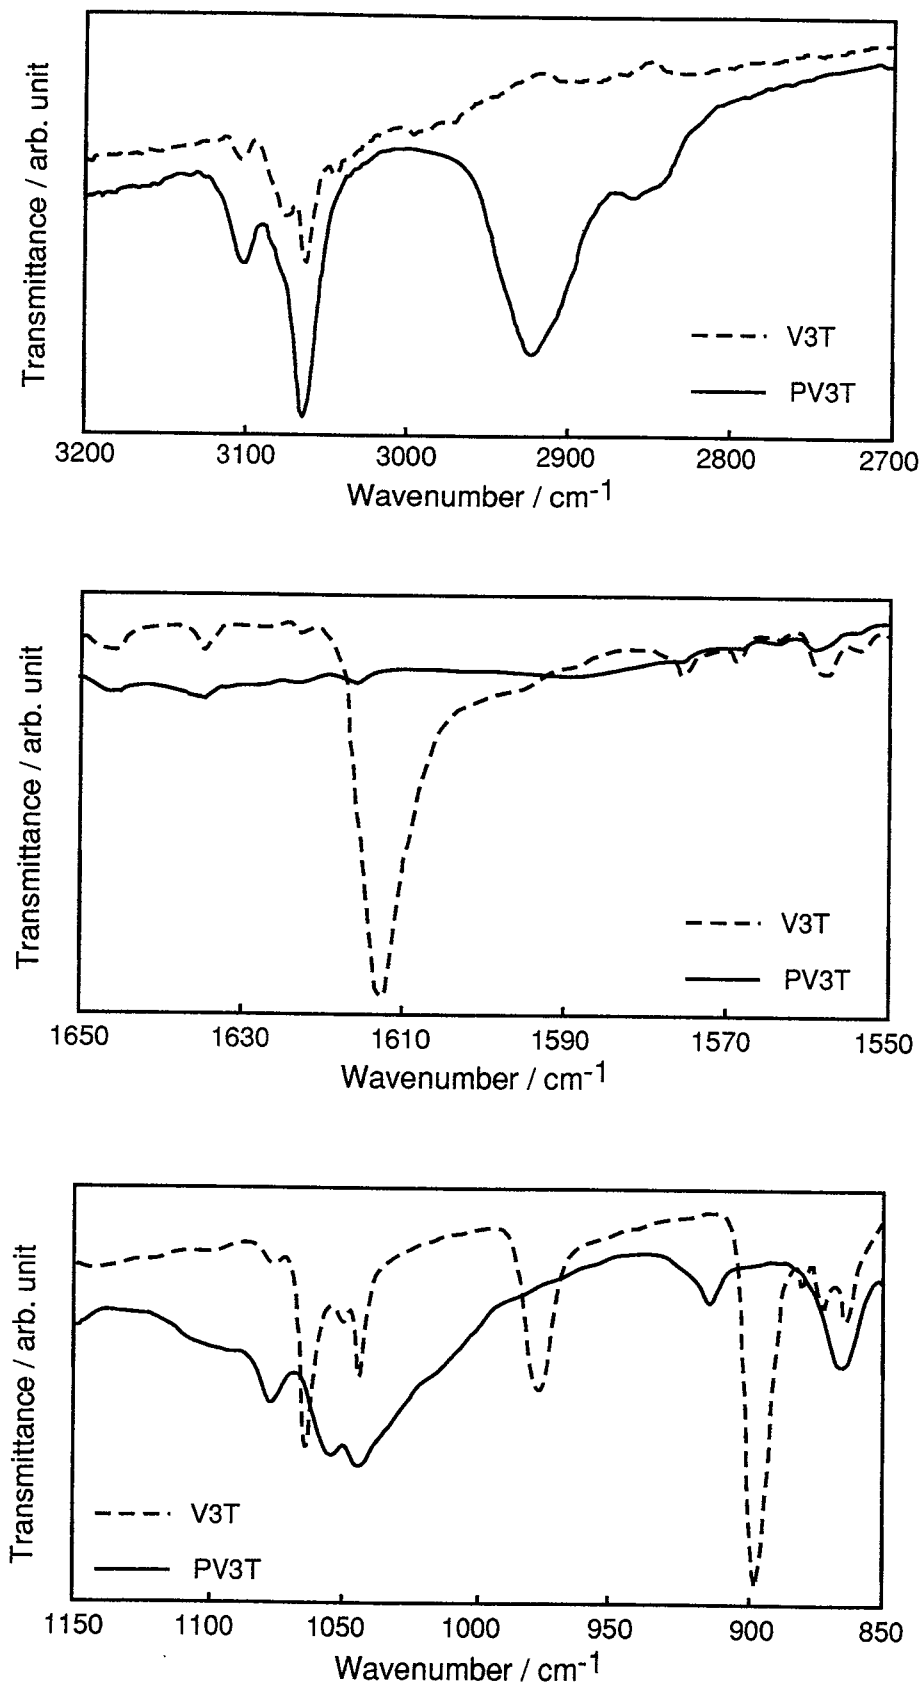 Transmittance / arb. unit
V3T
PV3T
3200 3100 3000 2900 2800 2700
Wavenumber / cm-1
Transmittance / arb. unit
V3T
PV3T
1650 1630 1610 1590 1570 1550
Wavenumber / cm-1
Transmittance / arb. unit
V3T
PV3T
1150 1100 1050 1000 950 900 850
Wavenumber / cm-1